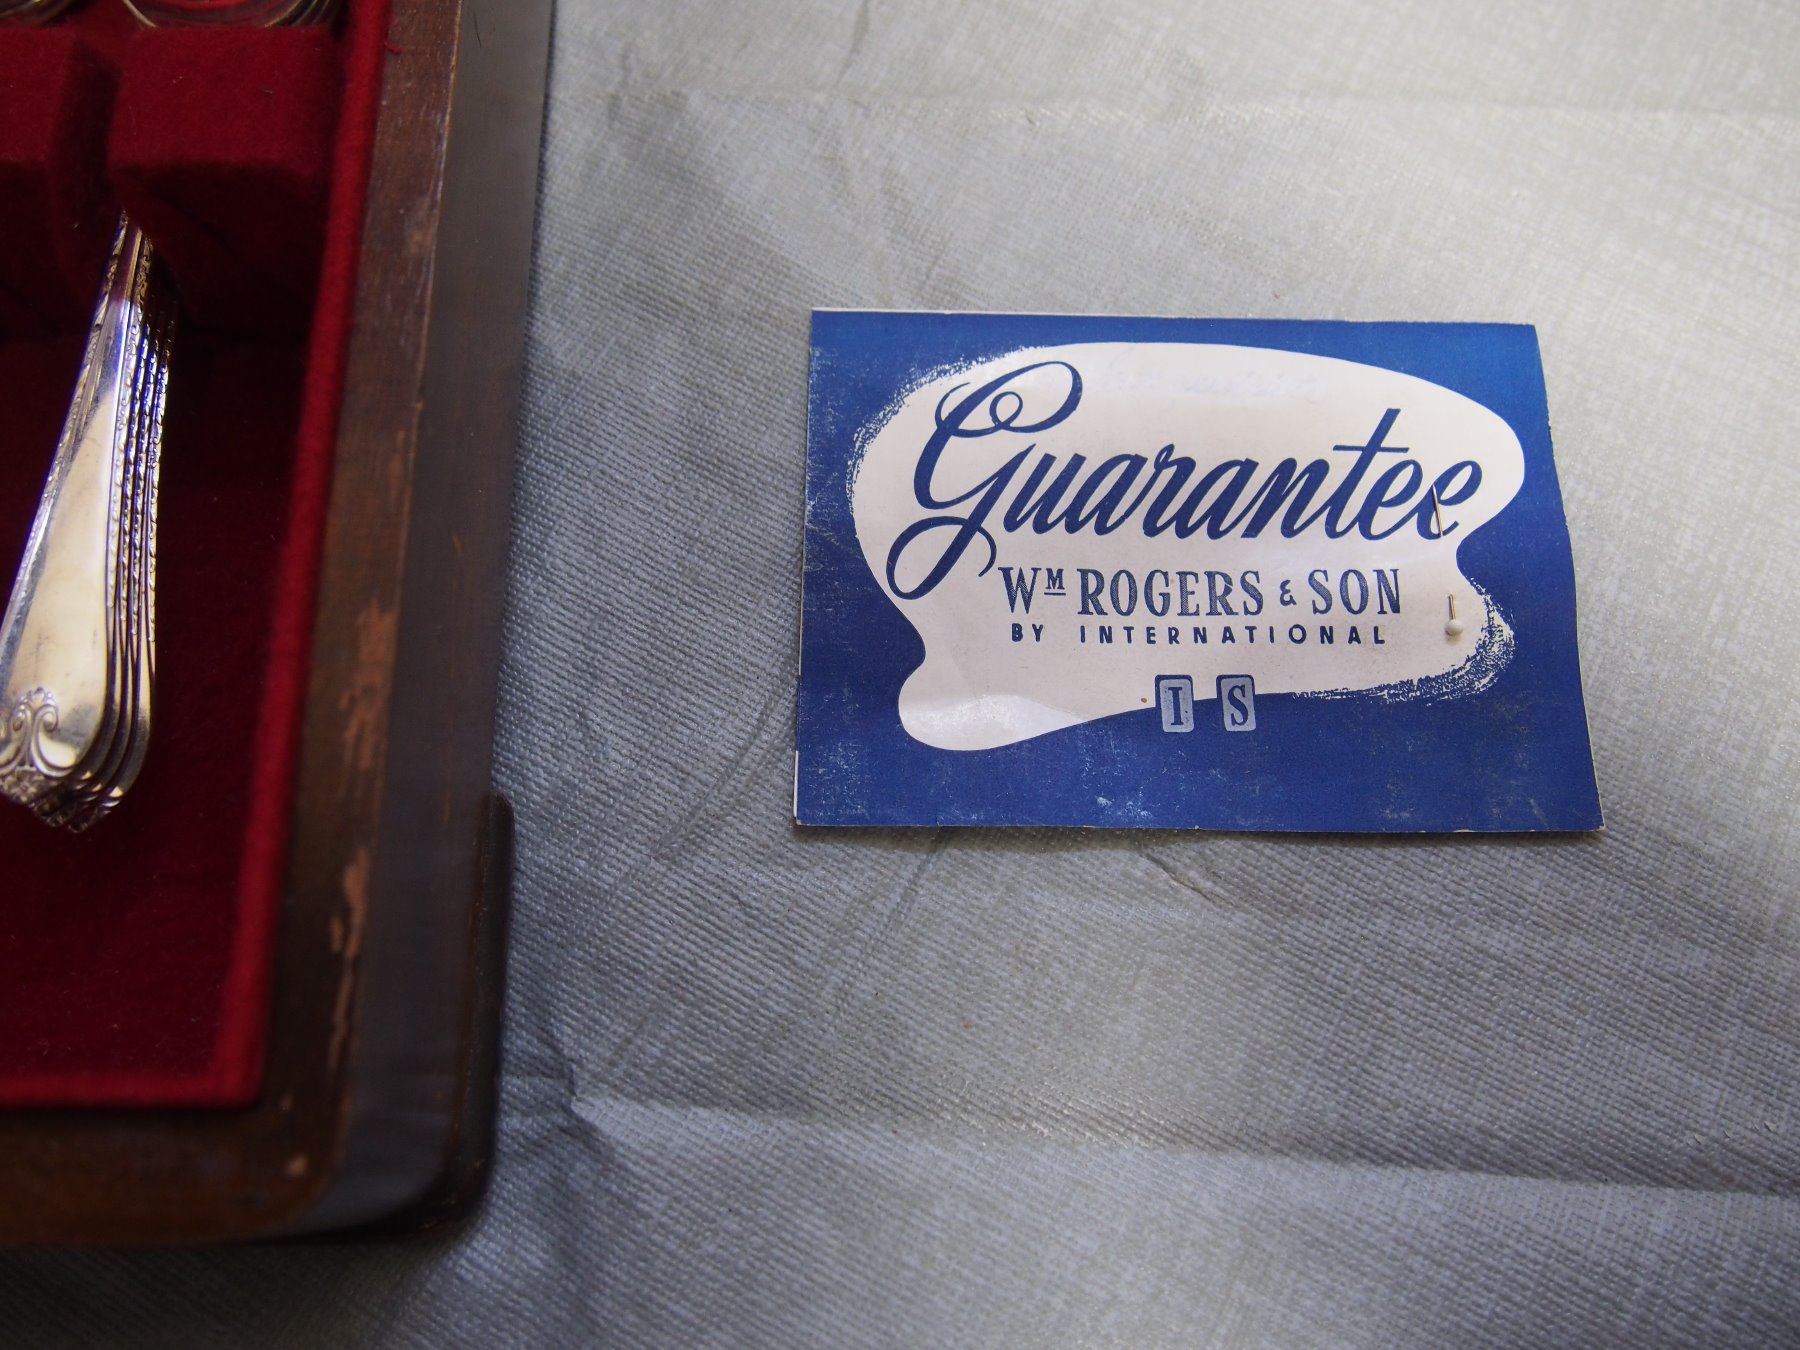 Guarantee
WM ROGERS & SON
BY INTERNATIONAL
I S